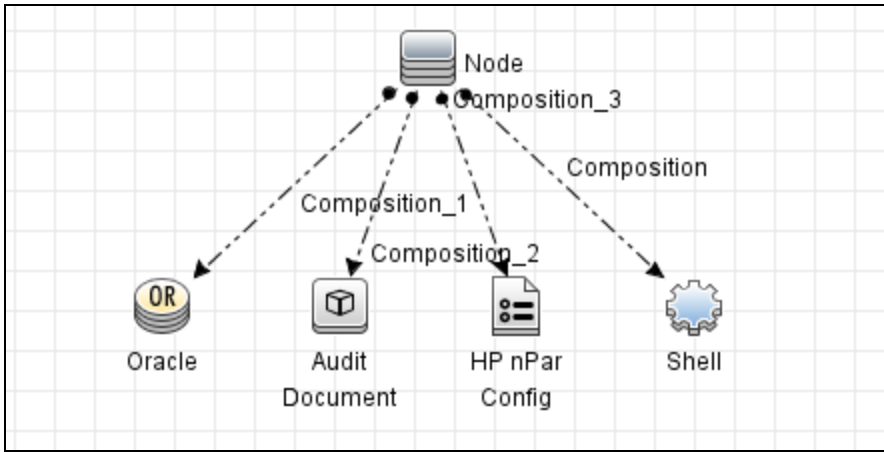 Node
Composition_3
Composition
Composition_1
Composition_2
OR
Oracle
Audit
Document
HP nPar
Config
Shell